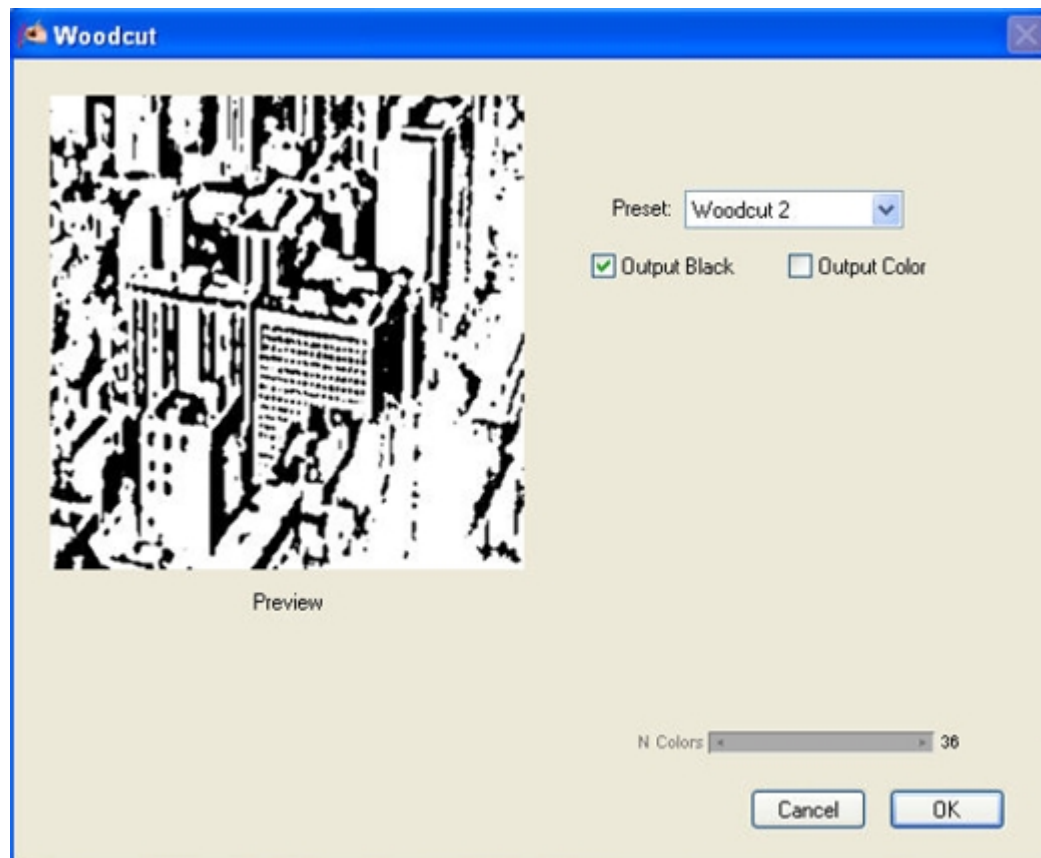 Woodcut
Preset: Woodcut 2
Output Black Output Color
Preview
N Colors 36
Cancel OK